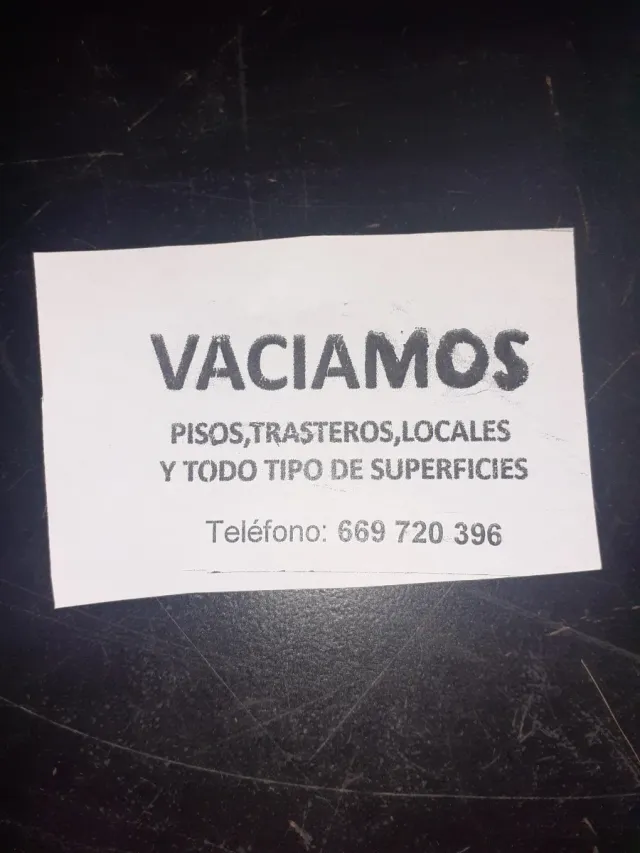 VACIAMOS
PISOS,TRASTEROS,LOCALES
Y TODO TIPO DE SUPERFICIES
Teléfono: 669 720 396